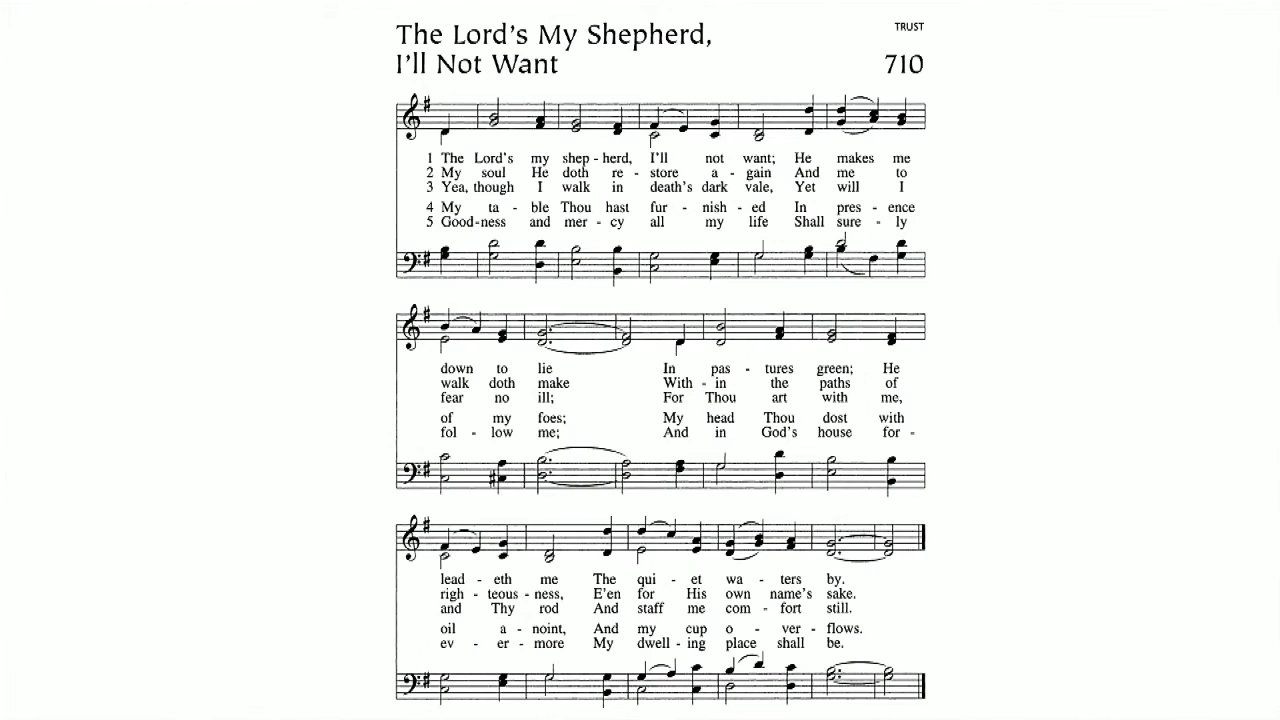 The Lord's My Shepherd,
TRUST
I'll Not Want
710
1 The Lord's my shep - herd, I'll not want; He makes me
2 My soul He doth re - store a - gain And me to
3 Yea, though I walk in death's dark vale, Yet will I
4 My ta - ble Thou hast fur - nish - ed In pres - ence
5 Good - ness and mer - cy all my life Shall sure - ly
down to lie In pas - tures green; He
walk doth make With - in the paths of
fear no ill; For Thou art with me,
of my foes; My head Thou dost with
fol - low me; And in God's house for -
lead - eth me The qui - et wa - ters by.
righ - teous - ness, E'en for His own name's sake.
and Thy rod And staff me com - fort still.
oil a - noint, And my cup o - ver - flows.
ev - er - more My dwell - ing place shall be.